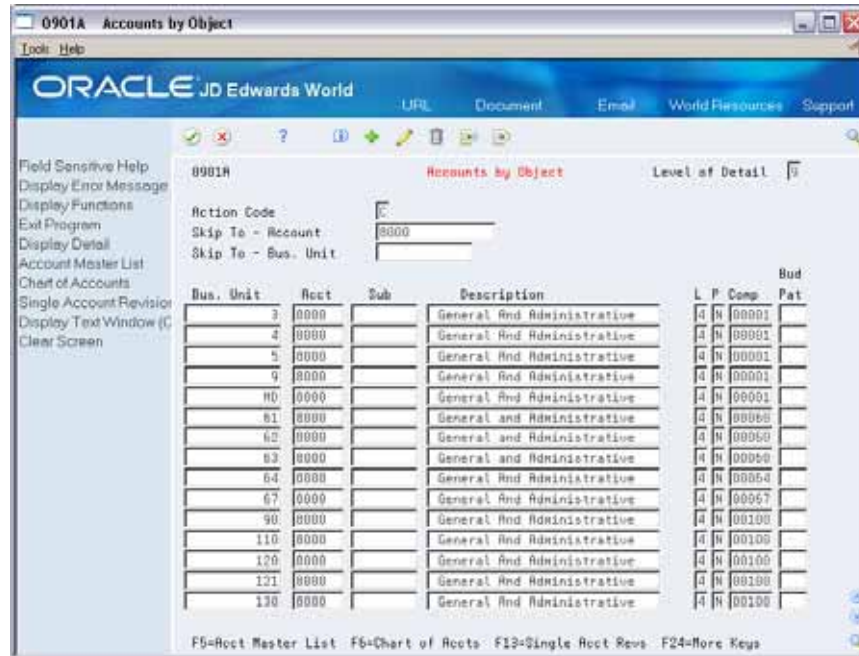 0901A Accounts by Object
Tools Help
ORACLE JD Edwards World
URL Document Email World Resources Support
Field Sensitive Help
Display Error Message
Display Functions
Exit Program
Display Detail
Account Master List
Chart of Accounts
Single Account Revision
Display Text Window (C
Clear Screen
0901A Accounts by Object Level of Detail 9
Action Code
Skip To - Account 8000
Skip To - Bus. Unit
Bud
Bus. Unit Acct Sub Description L P Comp Pat
3 8000 General And Administrative 4 N 00001
4 8000 General And Administrative 4 N 00001
5 8000 General And Administrative 4 N 00001
9 8000 General And Administrative 4 N 00001
8000 General And Administrative 4 N 00001
61 8000 General and Administrative 4 N
62 8000 General and Administrative 4 N
63 8000 General and Administrative 4 N
64 8000 General And Administrative 4 N
67 8000 General And Administrative 4 N
90 8000 General And Administrative 4 N 00100
110 8000 General And Administrative 4 N 00100
120 8000 General And Administrative 4 N 00100
121 8000 General And Administrative 4 N 00100
130 8000 General And Administrative 4 N 00100
F5=Acct Master List F6=Chart of Accts F13=Single Acct Revs F24=More Keys